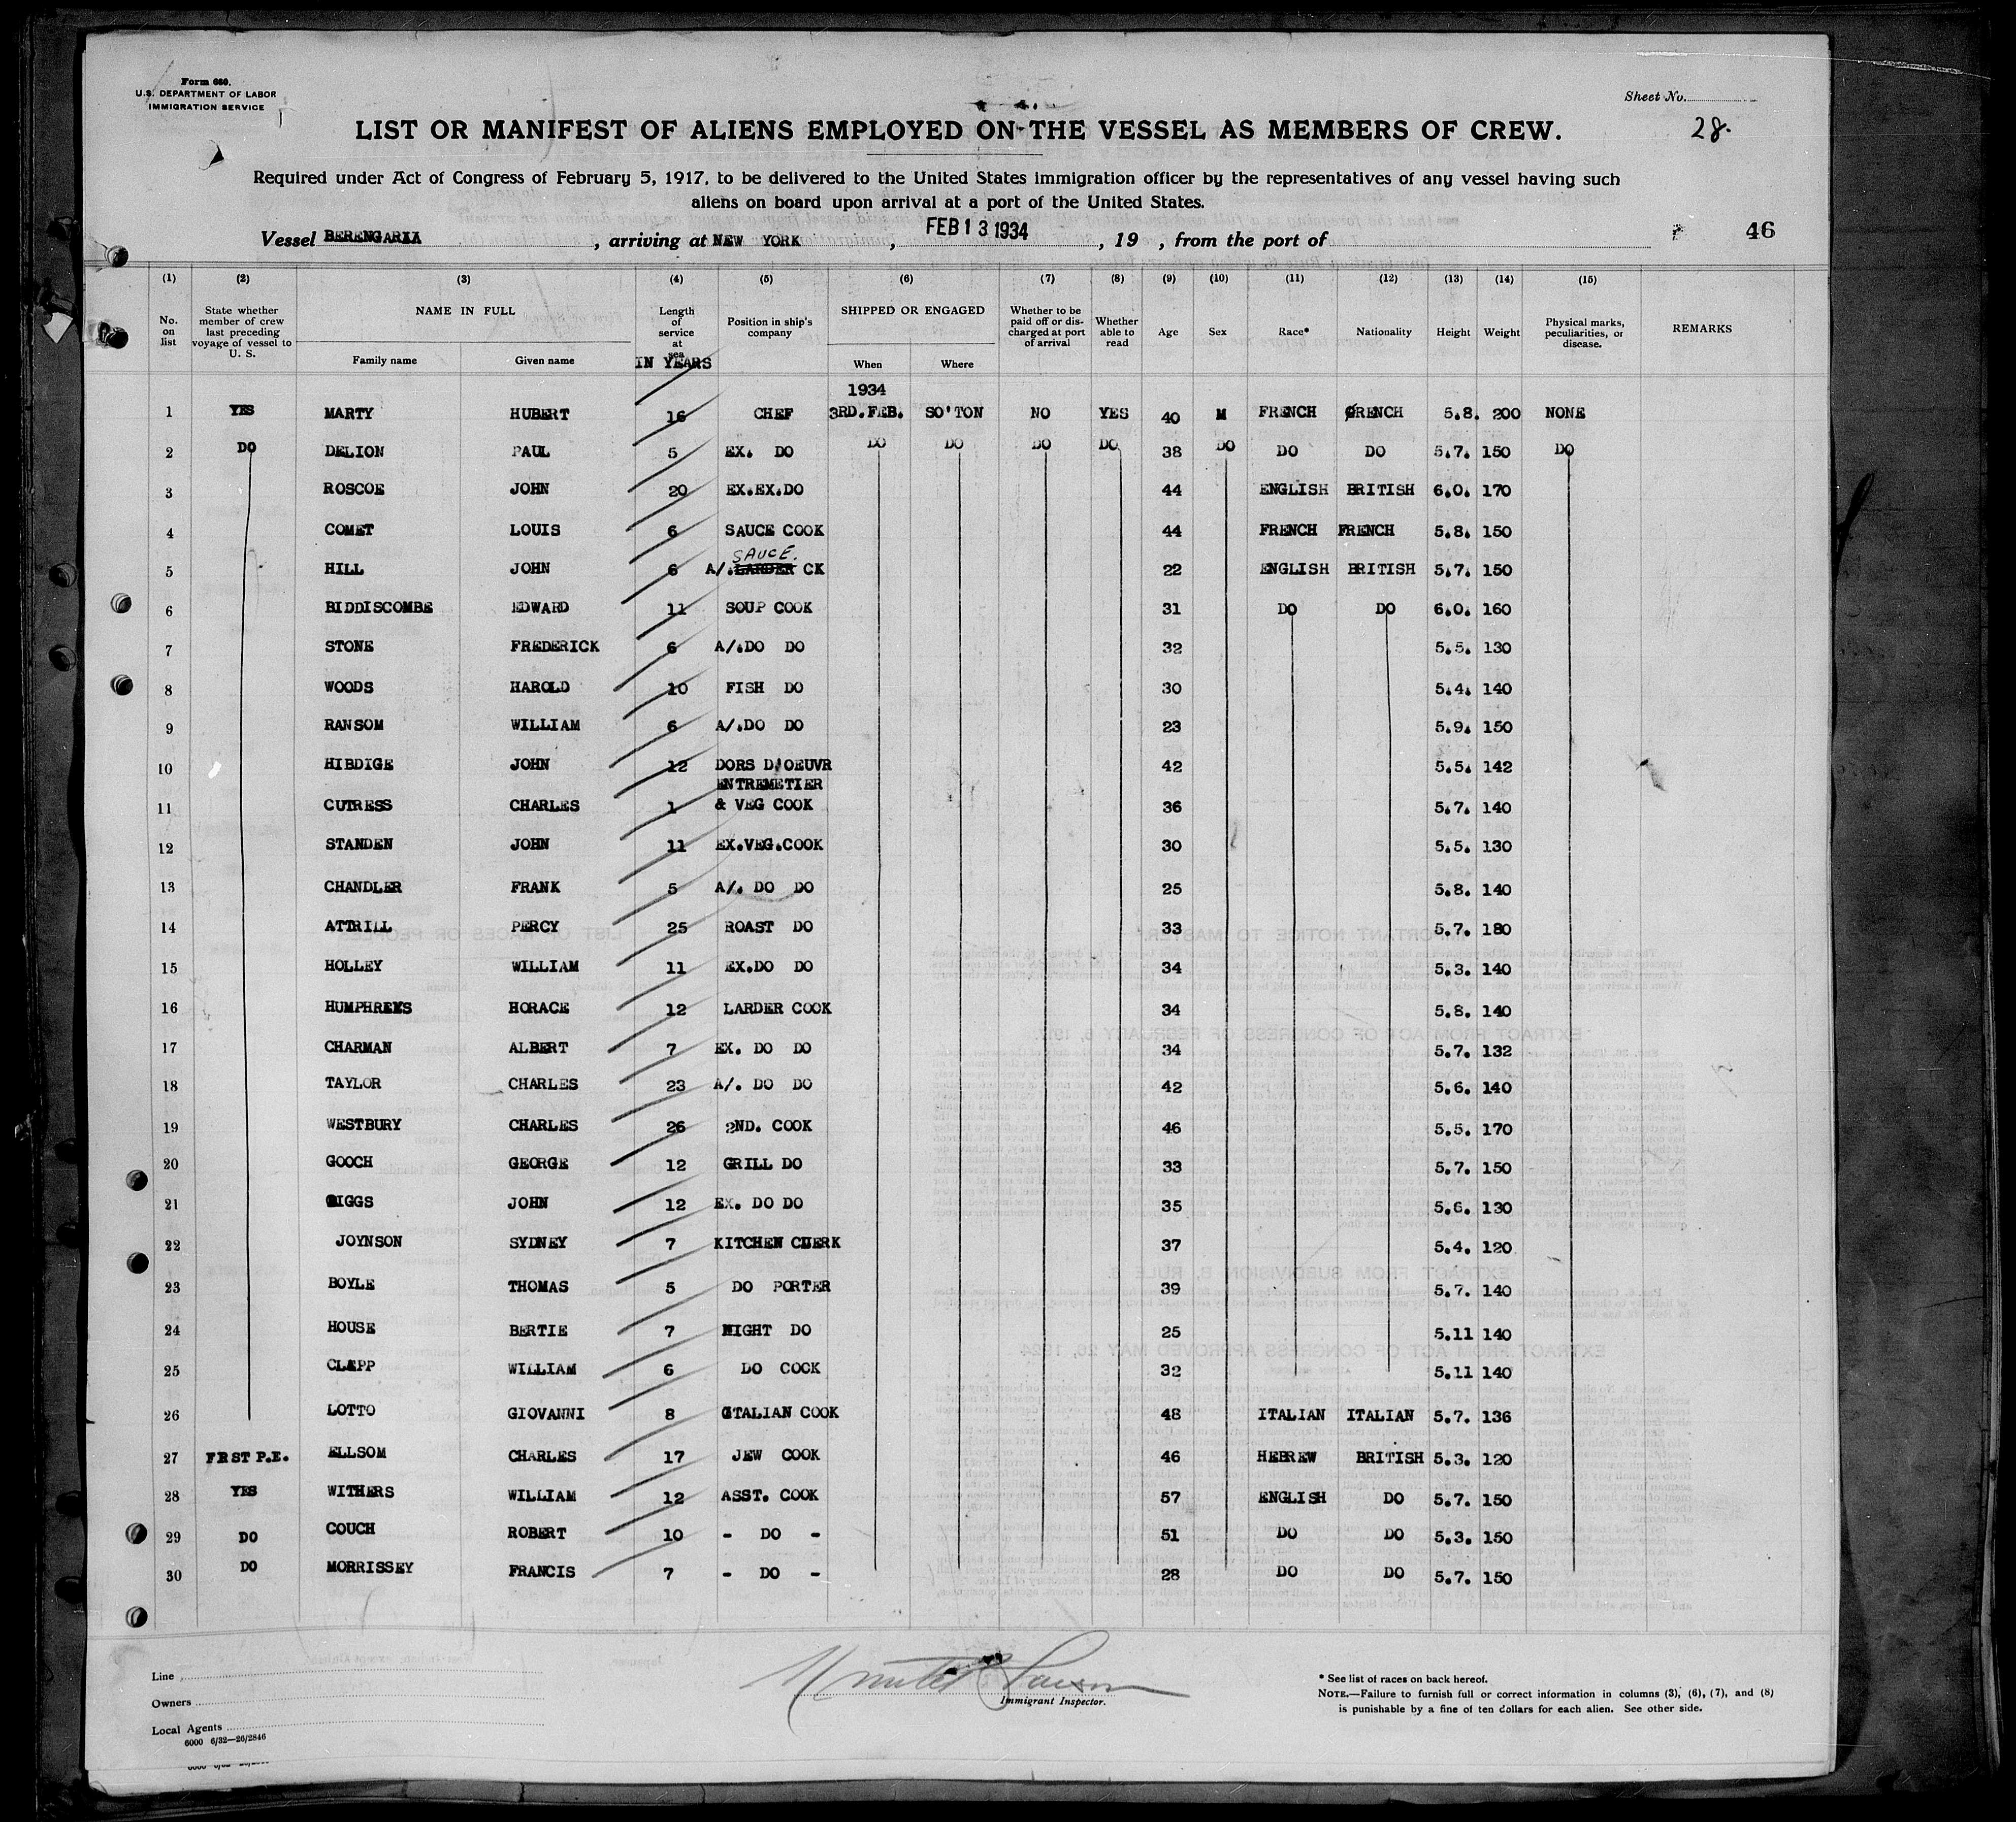 Form 680.
U.S. DEPARTMENT OF LABOR
IMMIGRATION SERVICE
Sheet No.
28.
LIST OR MANIFEST OF ALIENS EMPLOYED ON THE VESSEL AS MEMBERS OF CREW.
Required under Act of Congress of February 5, 1917, to be delivered to the United States immigration officer by the representatives of any vessel having such
aliens on board upon arrival at a port of the United States.
Vessel BERENGARIA , arriving at NEW YORK , FEB 13 1934 , 19 , from the port of 46
(1) (2) (3) (4) (5) (6) (7) (8) (9) (10) (11) (12) (13) (14) (15)
No. on list State whether member of crew last preceding voyage of vessel to U. S. NAME IN FULL Family name Given name Length of service at sea IN YEARS Position in ship's company SHIPPED OR ENGAGED When Where Whether to be paid off or discharged at port of arrival Whether able to read Age Sex Race* Nationality Height Weight Physical marks, peculiarities, or disease. REMARKS
1934
1 YES MARTY HUBERT 16 CHEF 3RD.FEB. SO'TON NO YES 40 M FRENCH FRENCH 5.8. 200 NONE
2 DO DELION PAUL 5 EX. DO DO DO DO DO 38 DO DO DO 5.7. 150 DO
3 ROSCOE JOHN 20 EX.EX.DO 44 ENGLISH BRITISH 6.0. 170
4 COMET LOUIS 6 SAUCE COOK 44 FRENCH FRENCH 5.8. 150
SAUCE.
5 HILL JOHN 6 A/.LARDER CK 22 ENGLISH BRITISH 5.7. 150
6 BIDDISCOMBE EDWARD 11 SOUP COOK 31 DO DO 6.0. 160
7 STONE FREDERICK 6 A/.DO DO 32 5.5. 130
8 WOODS HAROLD 10 FISH DO 30 5.4. 140
9 RANSOM WILLIAM 6 A/.DO DO 23 5.9. 150
10 HIBDIGE JOHN 12 DORS D'OEUVR 42 5.5. 142
ENTREMETIER
11 CUTRESS CHARLES 1 & VEG COOK 36 5.7. 140
12 STANDEN JOHN 11 EX.VEG.COOK 30 5.5. 130
13 CHANDLER FRANK 5 A/. DO DO 25 5.8. 140
14 ATTRILL PERCY 25 ROAST DO 33 5.7. 180
15 HOLLEY WILLIAM 11 EX.DO DO 34 5.3. 140
16 HUMPHREYS HORACE 12 LARDER COOK 34 5.8. 140
17 CHARMAN ALBERT 7 EX. DO DO 34 5.7. 132
18 TAYLOR CHARLES 23 A/. DO DO 42 5.6. 140
19 WESTBURY CHARLES 26 2ND. COOK 46 5.5. 170
20 GOOCH GEORGE 12 GRILL DO 33 5.7. 150
21 JOHN 12 EX. DO DO 35 5.6. 130
22 JOYNSON SYDNEY 7 KITCHEN CLERK 37 5.4. 120
23 BOYLE THOMAS 5 DO PORTER 39 5.7. 140
24 HOUSE BERTIE 7 NIGHT DO 25 5.11 140
25 CLAPP WILLIAM 6 DO COOK 32 5.11 140
26 LOTTO GIOVANNI 8 ITALIAN COOK 48 ITALIAN ITALIAN 5.7. 136
27 FRST P.E. ELLSOM CHARLES 17 JEW COOK 46 HEBREW BRITISH 5.3. 120
28 YES WITHERS WILLIAM 12 ASST. COOK 57 ENGLISH DO 5.7. 150
29 DO COUCH ROBERT 10 - DO - 51 DO DO 5.3. 150
30 DO MORRISSEY FRANCIS 7 - DO - 28 DO DO 5.7. 150
Line
Owners
Local Agents
6000 6/32—26/2846
Immigrant Inspector.
* See list of races on back hereof.
NOTE.—Failure to furnish full or correct information in columns (3), (6), (7), and (8)
is punishable by a fine of ten dollars for each alien. See other side.